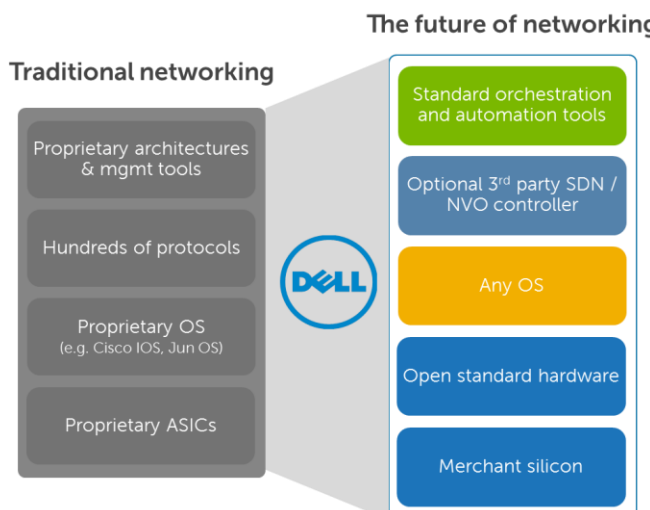 The future of networking
Traditional networking
Proprietary architectures
& mgmt tools
Hundreds of protocols
Proprietary OS
(e.g. Cisco IOS, Jun OS)
Proprietary ASICs
DELL
Standard orchestration
and automation tools
Optional 3rd party SDN /
NVO controller
Any OS
Open standard hardware
Merchant silicon